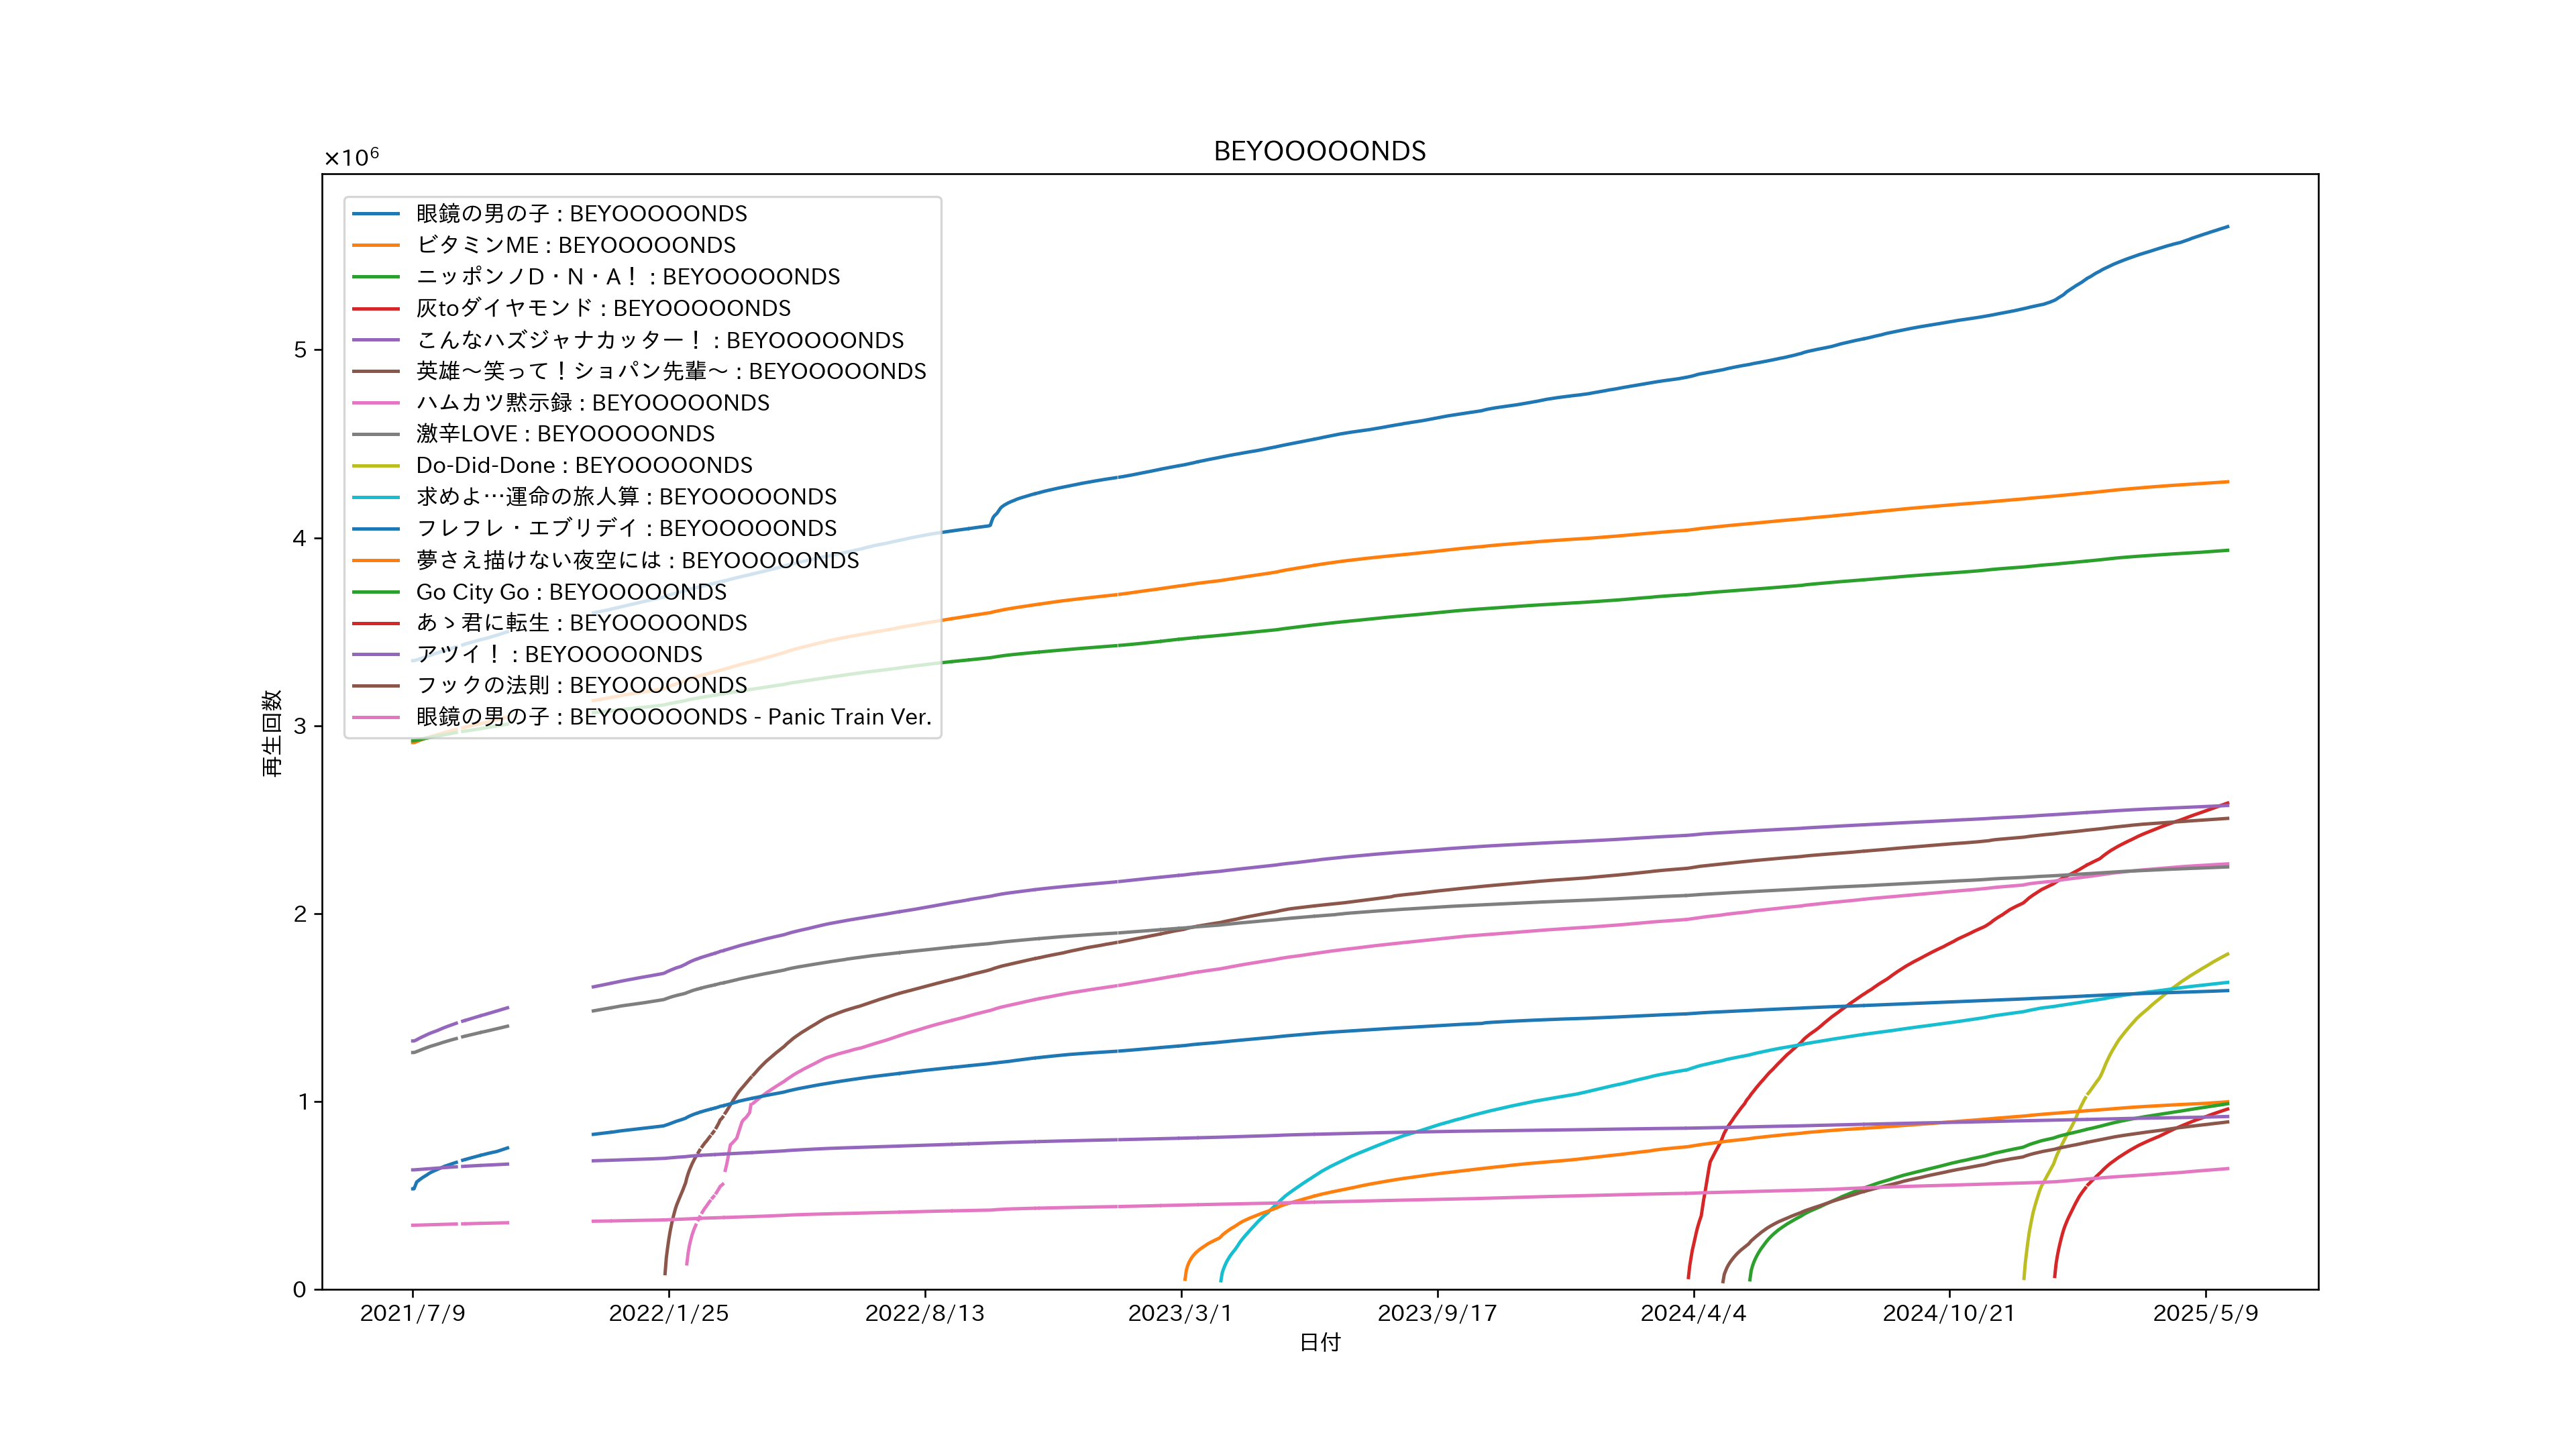 BEYOOOOONDS
×10⁶
眼鏡の男の子 : BEYOOOOONDS
ビタミンME : BEYOOOOONDS
ニッポンノD・N・A！ : BEYOOOOONDS
灰toダイヤモンド : BEYOOOOONDS
こんなハズジャナカッター！ : BEYOOOOONDS
英雄～笑って！ショパン先輩～ : BEYOOOOONDS
ハムカツ黙示録 : BEYOOOOONDS
激辛LOVE : BEYOOOOONDS
Do-Did-Done : BEYOOOOONDS
求めよ…運命の旅人算 : BEYOOOOONDS
フレフレ・エブリデイ : BEYOOOOONDS
夢さえ描けない夜空には : BEYOOOOONDS
Go City Go : BEYOOOOONDS
あゝ君に転生 : BEYOOOOONDS
アツイ！ : BEYOOOOONDS
フックの法則 : BEYOOOOONDS
眼鏡の男の子 : BEYOOOOONDS - Panic Train Ver.
5
4
3
2
1
0
再生回数
2021/7/9 2022/1/25 2022/8/13 2023/3/1 2023/9/17 2024/4/4 2024/10/21 2025/5/9
日付